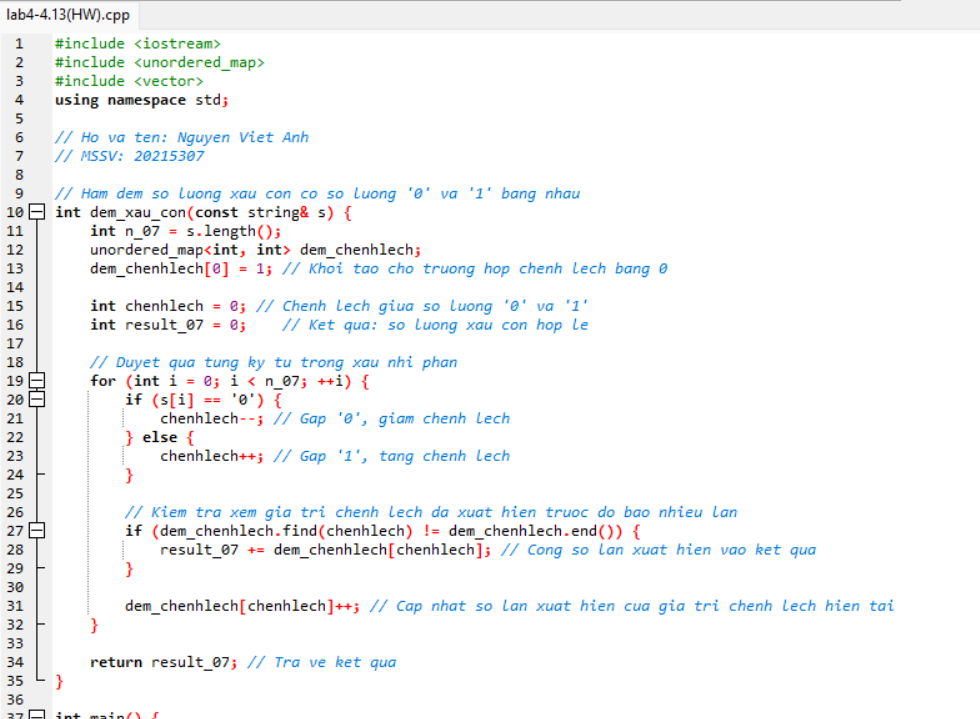 lab4-4.13(HW).cpp
1 #include <iostream>
2 #include <unordered_map>
3 #include <vector>
4 using namespace std;
5
6 // Ho va ten: Nguyen Viet Anh
7 // MSSV: 20215307
8
9 // Ham dem so luong xau con co so luong '0' va '1' bang nhau
10 int dem_xau_con(const string& s) {
11 int n_07 = s.length();
12 unordered_map<int, int> dem_chenhlech;
13 dem_chenhlech[0] = 1; // Khoi tao cho truong hop chenh lech bang 0
14
15 int chenhlech = 0; // Chenh lech giua so luong '0' va '1'
16 int result_07 = 0; // Ket qua: so luong xau con hop le
17
18 // Duyet qua tung ky tu trong xau nhi phan
19 for (int i = 0; i < n_07; ++i) {
20 if (s[i] == '0') {
21 chenhlech--; // Gap '0', giam chenh lech
22 } else {
23 chenhlech++; // Gap '1', tang chenh lech
24 }
25
26 // Kiem tra xem gia tri chenh lech da xuat hien truoc do bao nhieu lan
27 if (dem_chenhlech.find(chenhlech) != dem_chenhlech.end()) {
28 result_07 += dem_chenhlech[chenhlech]; // Cong so lan xuat hien vao ket qua
29 }
30
31 dem_chenhlech[chenhlech]++; // Cap nhat so lan xuat hien cua gia tri chenh lech hien tai
32 }
33
34 return result_07; // Tra ve ket qua
35 }
36
37 int main() {